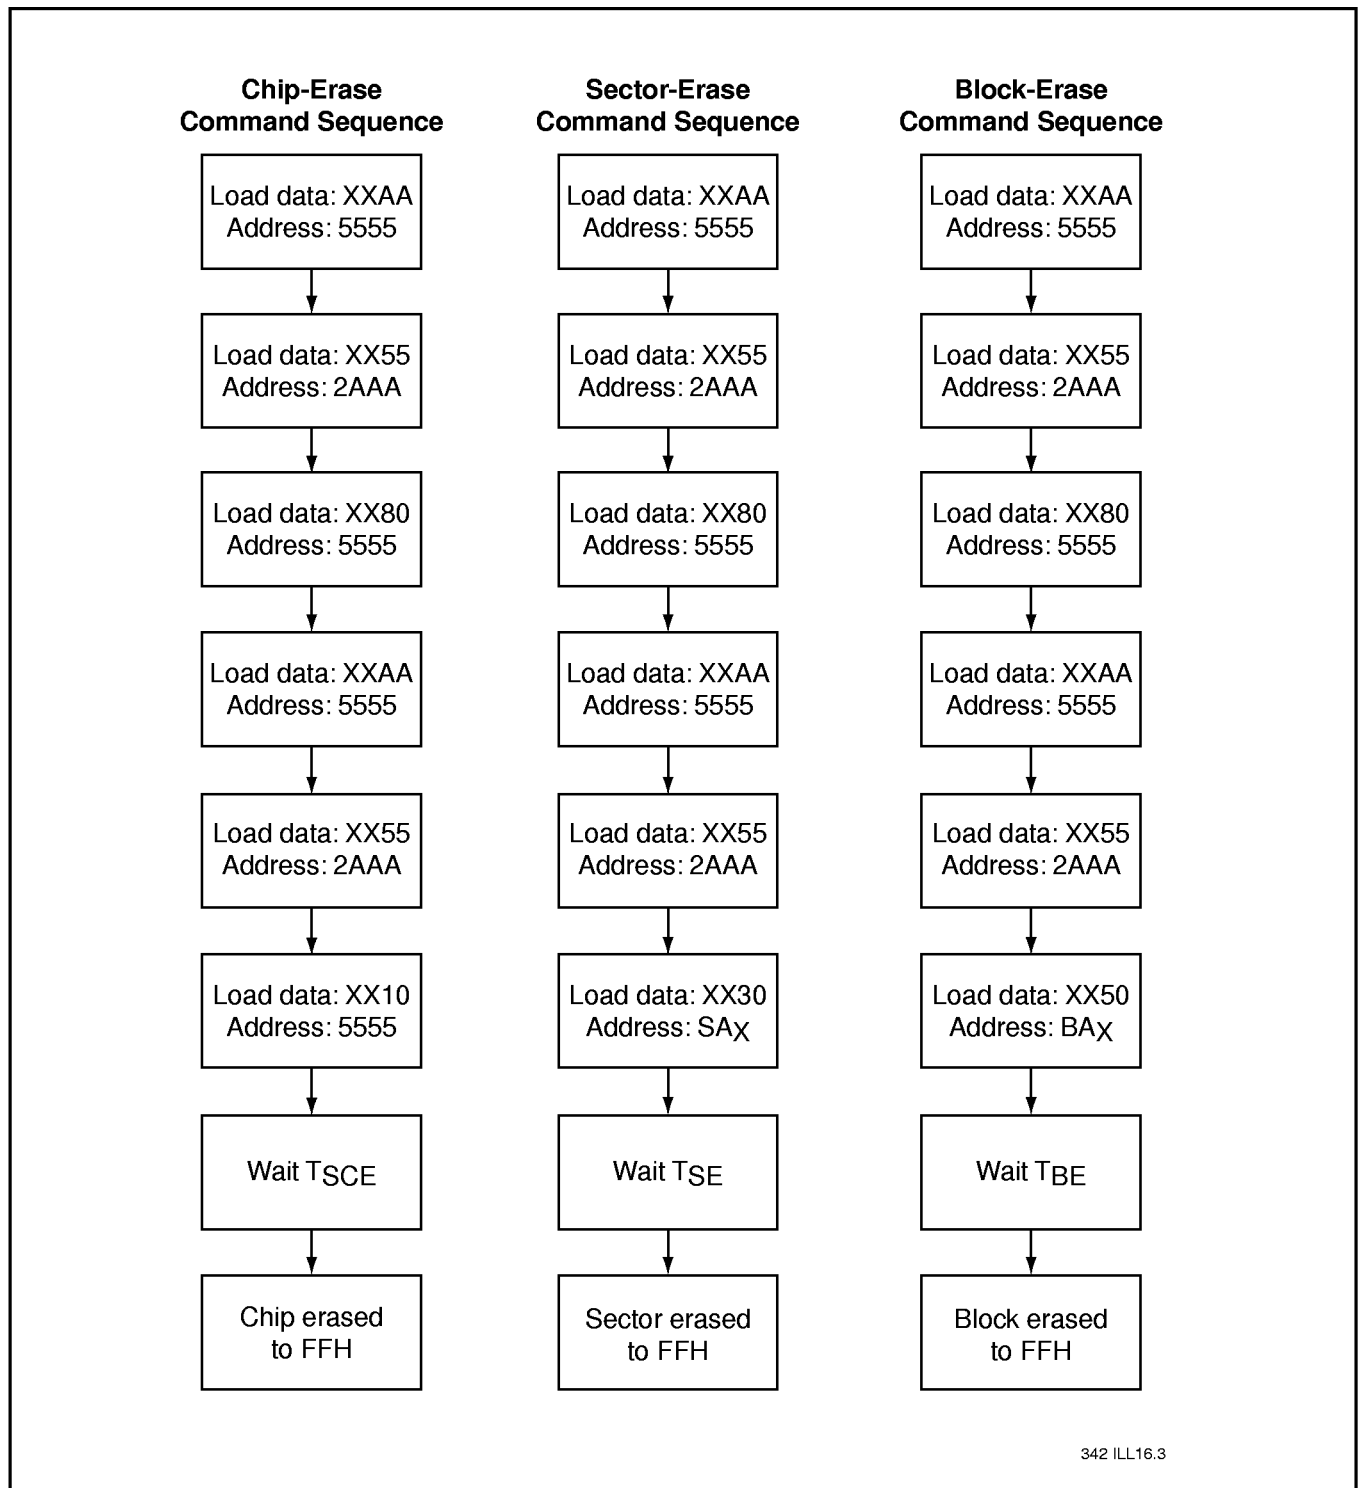 Chip-Erase
Command Sequence
Load data: XXAA
Address: 5555
Load data: XX55
Address: 2AAA
Load data: XX80
Address: 5555
Load data: XXAA
Address: 5555
Load data: XX55
Address: 2AAA
Load data: XX10
Address: 5555
Wait TSCE
Chip erased
to FFH
Sector-Erase
Command Sequence
Load data: XXAA
Address: 5555
Load data: XX55
Address: 2AAA
Load data: XX80
Address: 5555
Load data: XXAA
Address: 5555
Load data: XX55
Address: 2AAA
Load data: XX30
Address: SAX
Wait TSE
Sector erased
to FFH
Block-Erase
Command Sequence
Load data: XXAA
Address: 5555
Load data: XX55
Address: 2AAA
Load data: XX80
Address: 5555
Load data: XXAA
Address: 5555
Load data: XX55
Address: 2AAA
Load data: XX50
Address: BAX
Wait TBE
Block erased
to FFH
342 ILL16.3